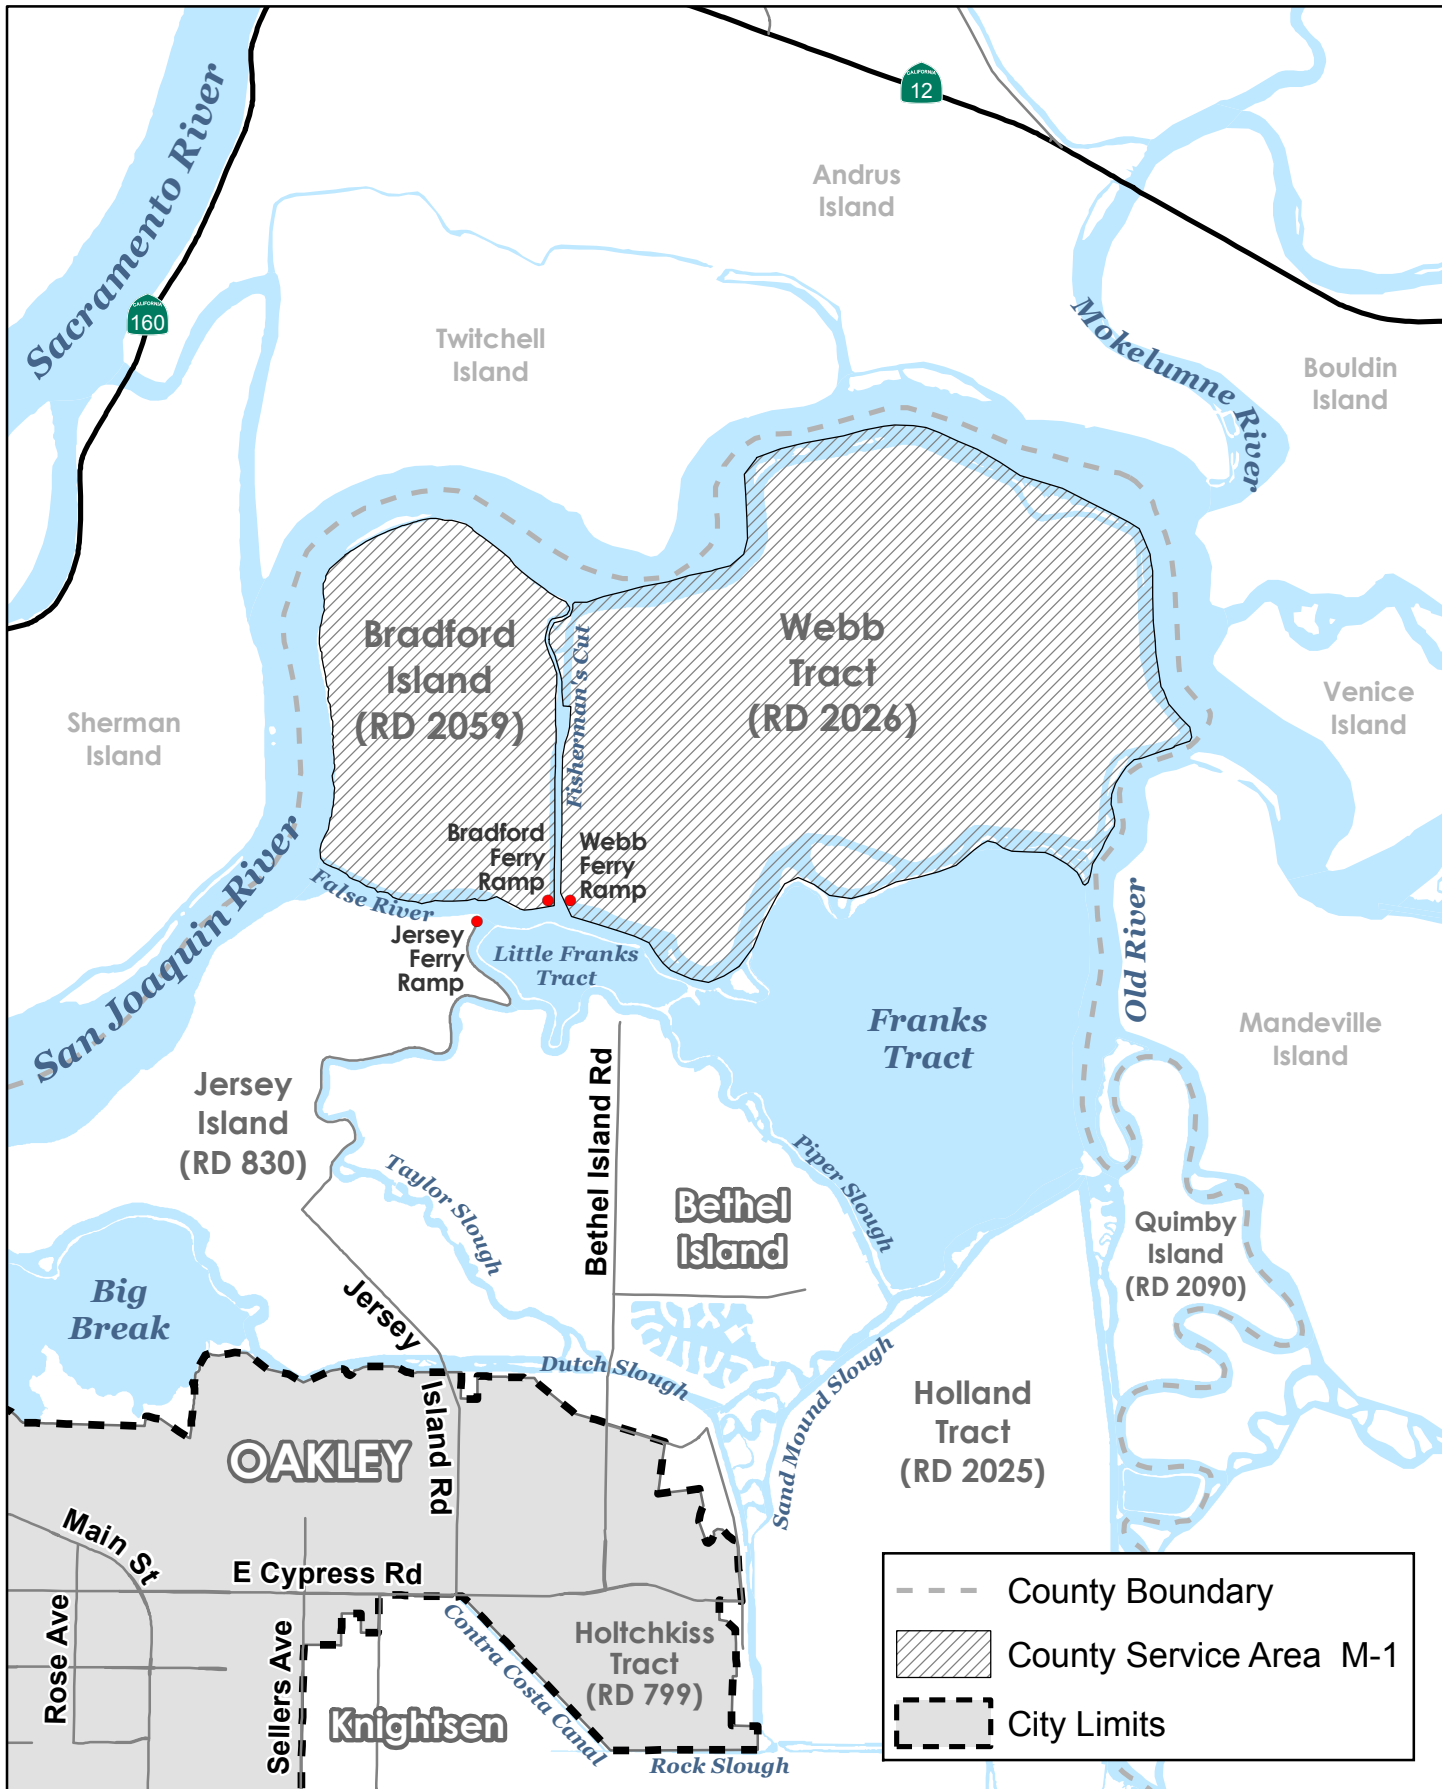 CALIFORNIA
12
Sacramento River
Andrus
Island
CALIFORNIA
160
Twitchell
Island
Mokelumne River
Bouldin
Island
Bradford
Island
(RD 2059)
Webb
Tract
(RD 2026)
Fisherman's Cut
Sherman
Island
Venice
Island
Bradford
Ferry
Ramp
Webb
Ferry
Ramp
False River
Jersey
Ferry
Ramp
Little Franks
Tract
San Joaquin River
Old River
Franks
Tract
Mandeville
Island
Jersey
Island
(RD 830)
Bethel Island Rd
Taylor Slough
Piper Slough
Bethel
Island
Quimby
Island
(RD 2090)
Big
Break
Jersey
Island Rd
Dutch Slough
Sand Mound Slough
Holland
Tract
(RD 2025)
OAKLEY
Main St
E Cypress Rd
Rose Ave
Sellers Ave
Contra Costa Canal
Holtchkiss
Tract
(RD 799)
Knightsen
Rock Slough
County Boundary
County Service Area M-1
City Limits